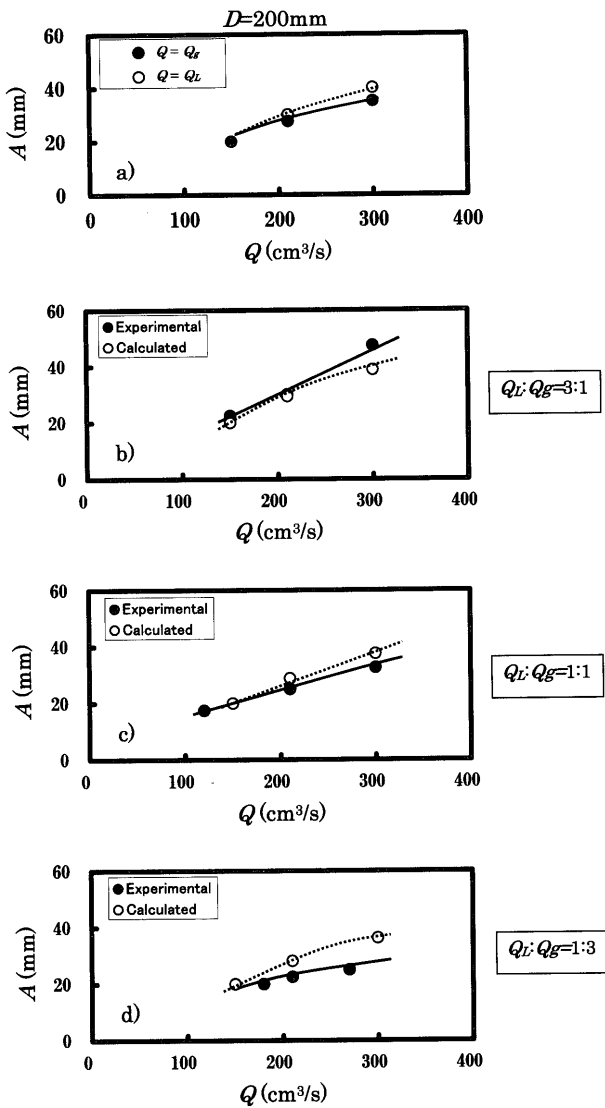 D=200mm
Q = Qg
Q = QL
60
40
20
0
A (mm)
a)
0 100 200 300 400
Q (cm³/s)
Experimental
Calculated
60
40
20
0
A (mm)
b)
QL:Qg=3:1
0 100 200 300 400
Q (cm³/s)
Experimental
Calculated
60
40
20
0
A (mm)
c)
QL:Qg=1:1
0 100 200 300 400
Q (cm³/s)
Experimental
Calculated
60
40
20
0
A (mm)
d)
QL:Qg=1:3
0 100 200 300 400
Q (cm³/s)